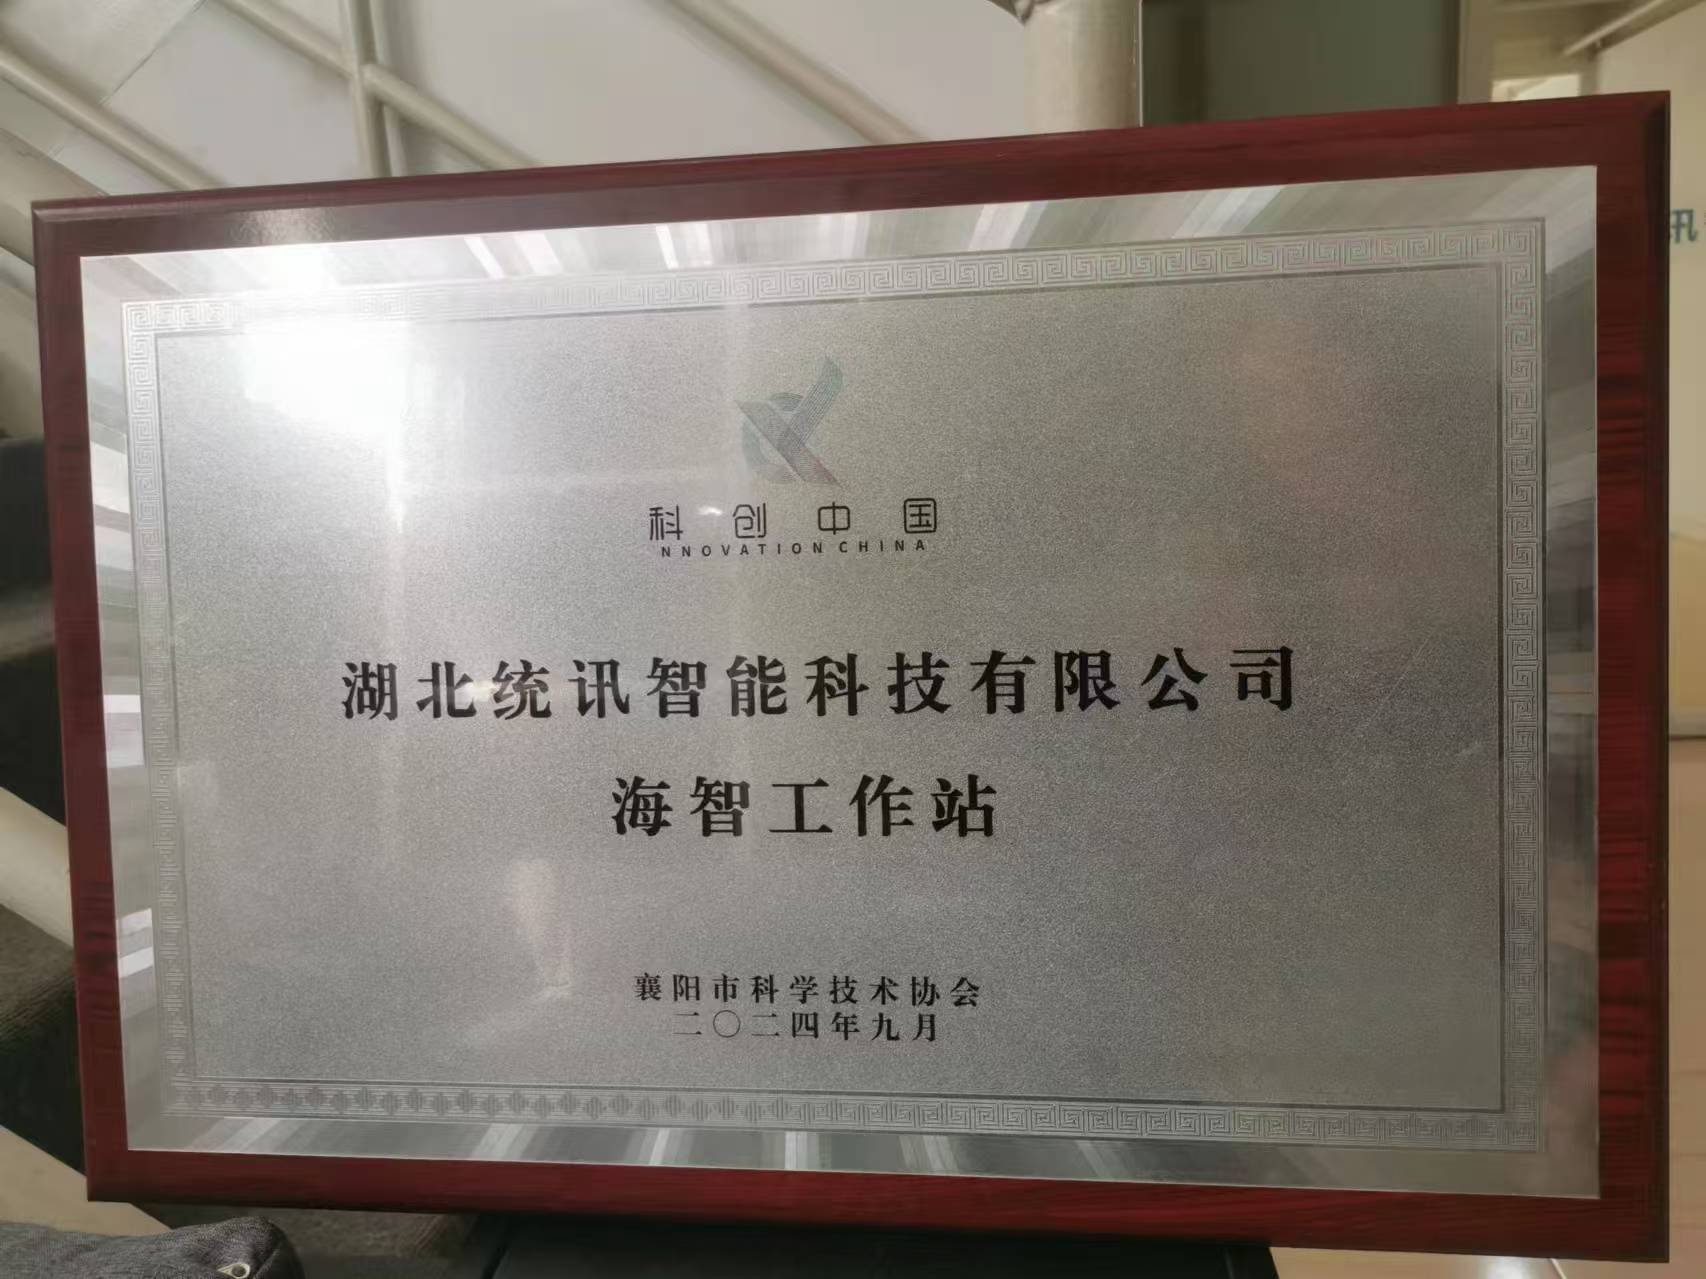 科创中国
NNOVATION CHINA
湖北统讯智能科技有限公司
海智工作站
襄阳市科学技术协会
二〇二四年九月
讯